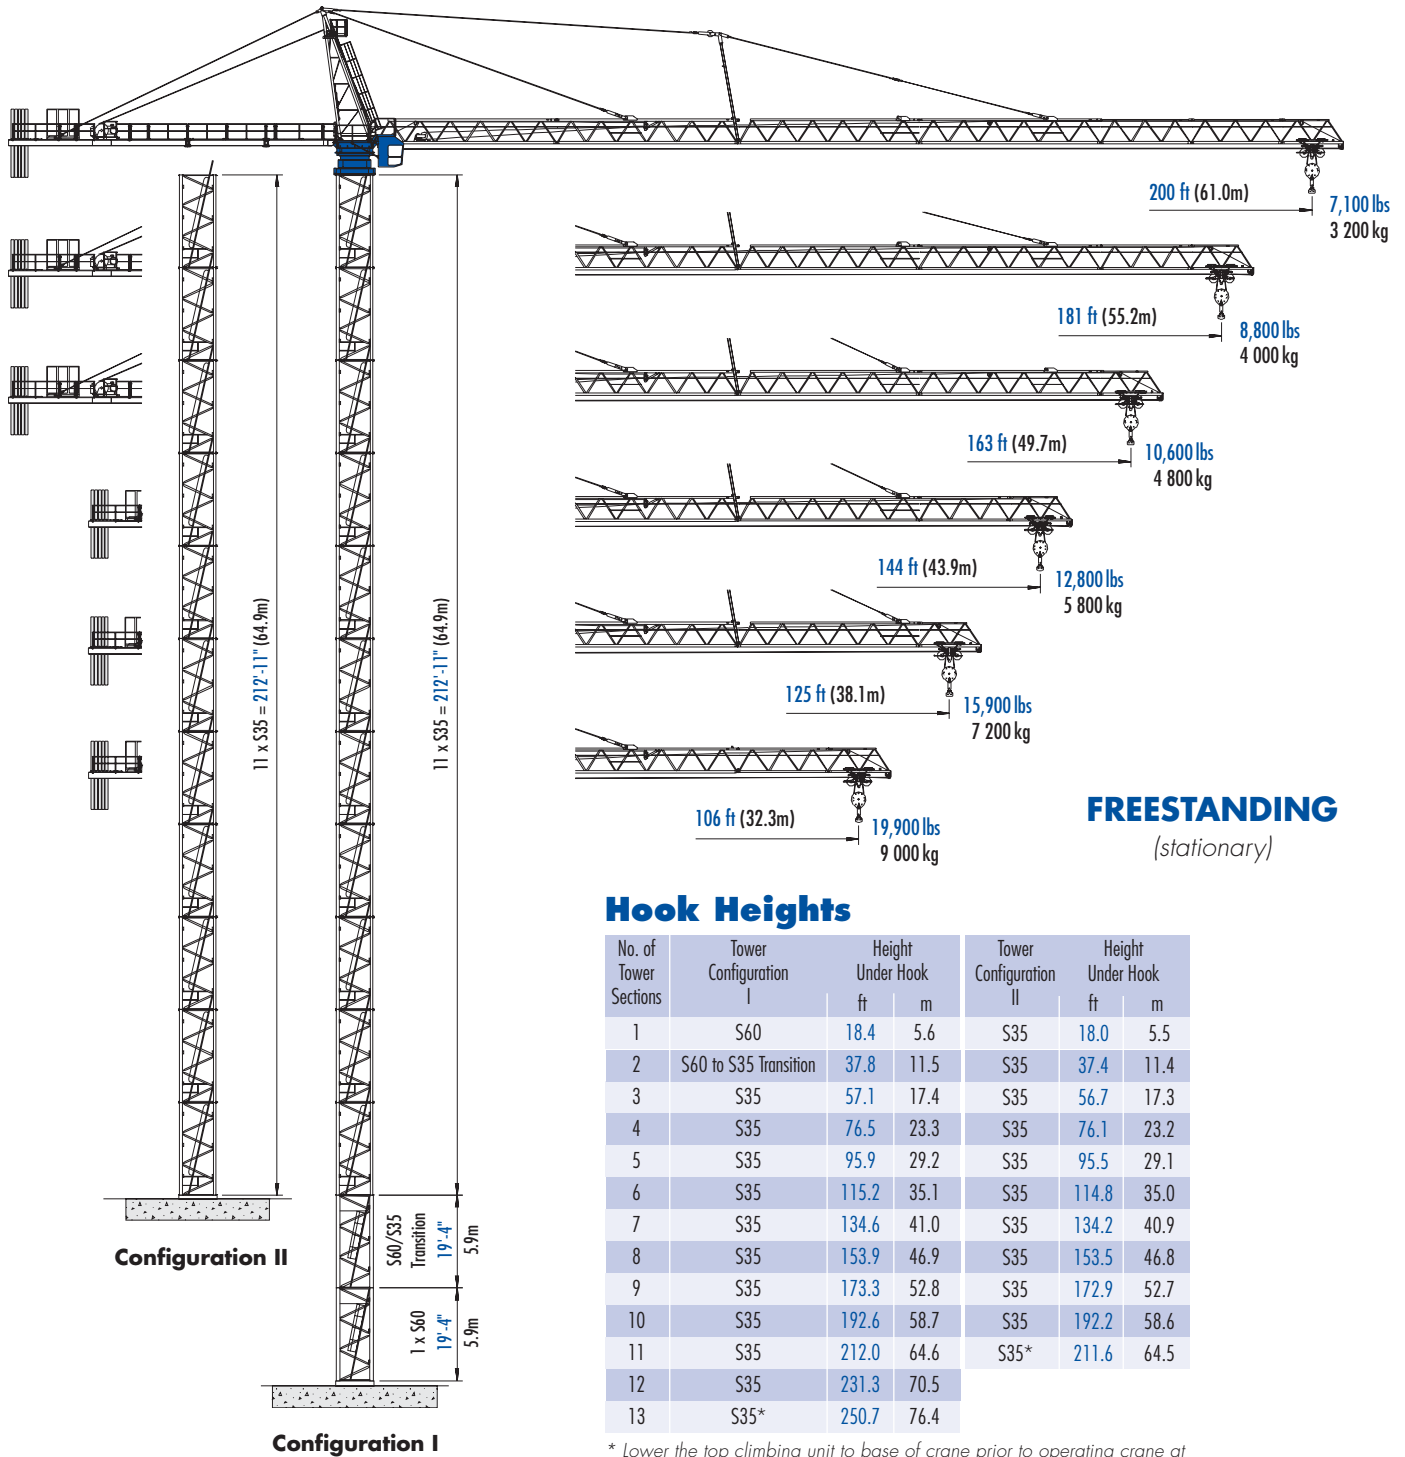 200 ft (61.0m)
7,100 lbs
3 200 kg
181 ft (55.2m)
8,800 lbs
4 000 kg
163 ft (49.7m)
10,600 lbs
4 800 kg
144 ft (43.9m)
12,800 lbs
5 800 kg
125 ft (38.1m)
15,900 lbs
7 200 kg
106 ft (32.3m)
19,900 lbs
9 000 kg
11 x S35 = 212'-11" (64.9m)
11 x S35 = 212'-11" (64.9m)
S60/S35
Transition
19'-4"
5.9m
1 x S60
19'-4"
5.9m
Configuration II
Configuration I
FREESTANDING
(stationary)
Hook Heights
No. of Tower Sections | Tower Configuration I | Height Under Hook ft | m | Tower Configuration II | Height Under Hook ft | m
1 S60 18.4 5.6 S35 18.0 5.5
2 S60 to S35 Transition 37.8 11.5 S35 37.4 11.4
3 S35 57.1 17.4 S35 56.7 17.3
4 S35 76.5 23.3 S35 76.1 23.2
5 S35 95.9 29.2 S35 95.5 29.1
6 S35 115.2 35.1 S35 114.8 35.0
7 S35 134.6 41.0 S35 134.2 40.9
8 S35 153.9 46.9 S35 153.5 46.8
9 S35 173.3 52.8 S35 172.9 52.7
10 S35 192.6 58.7 S35 192.2 58.6
11 S35 212.0 64.6 S35* 211.6 64.5
12 S35 231.3 70.5
13 S35* 250.7 76.4
* Lower the top climbing unit to base of crane prior to operating crane at